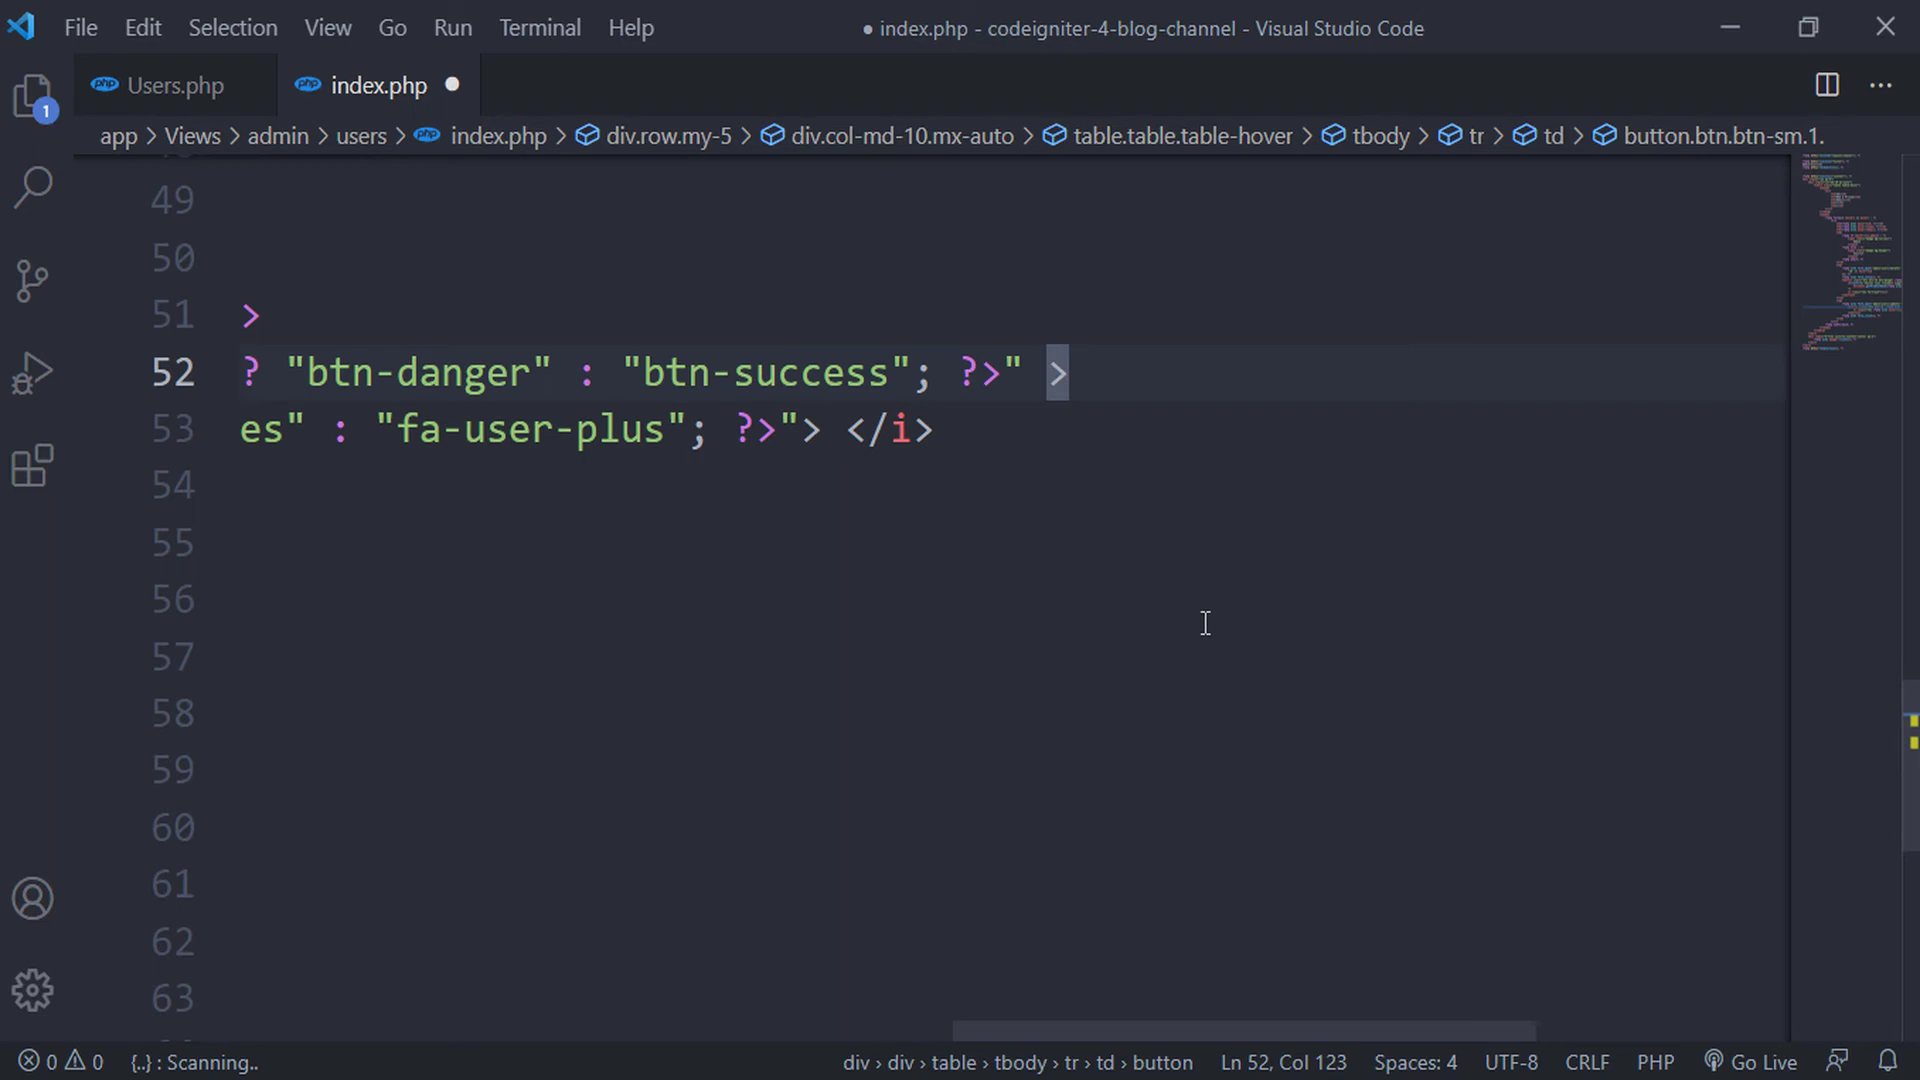 File Edit Selection View Go Run Terminal Help ● index.php - codeigniter-4-blog-channel - Visual Studio Code
php Users.php php index.php ●
1
app > Views > admin > users > php index.php > div.row.my-5 > div.col-md-10.mx-auto > table.table.table-hover > tbody > tr > td > button.btn.btn-sm.1.
49
50
51 >
52 ? "btn-danger" : "btn-success"; ?>" >
53 es" : "fa-user-plus"; ?>"> </i>
54
55
56
57
58
59
60
61
62
63
0 0 {..} : Scanning.. div > div > table > tbody > tr > td > button Ln 52, Col 123 Spaces: 4 UTF-8 CRLF PHP Go Live